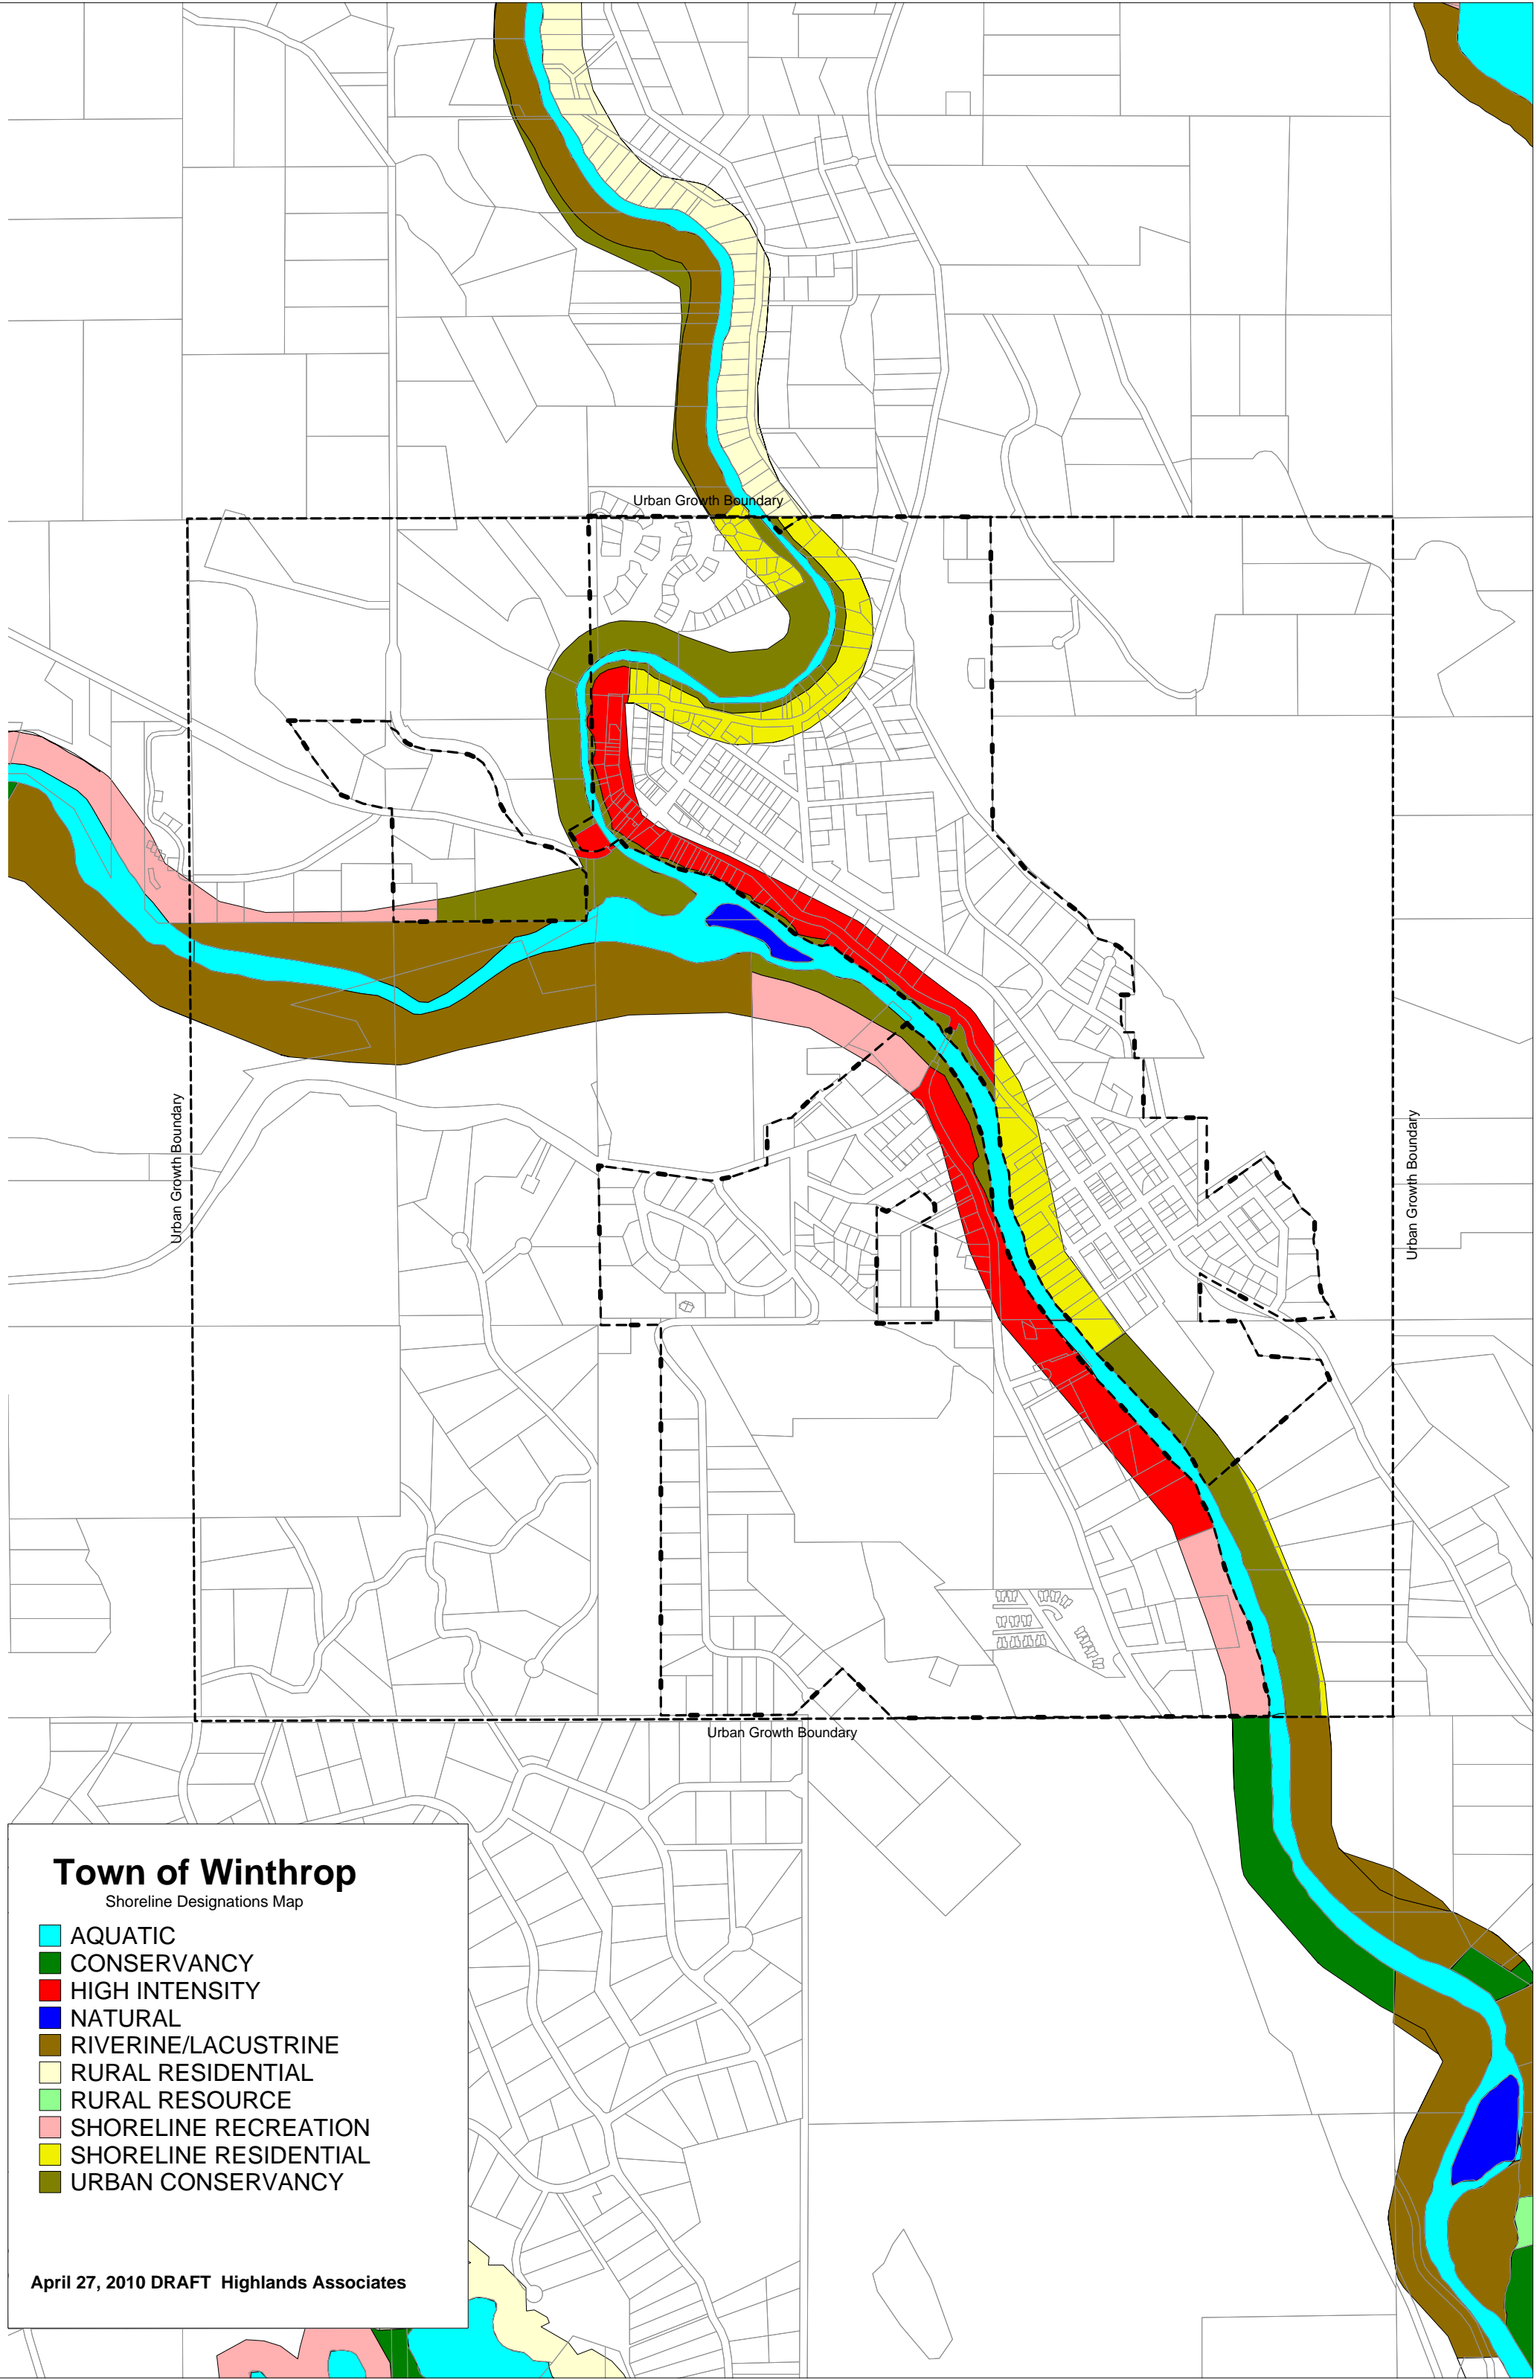 Urban Growth Boundary
Urban Growth Boundary
Urban Growth Boundary
Urban Growth Boundary
Town of Winthrop
Shoreline Designations Map
AQUATIC
CONSERVANCY
HIGH INTENSITY
NATURAL
RIVERINE/LACUSTRINE
RURAL RESIDENTIAL
RURAL RESOURCE
SHORELINE RECREATION
SHORELINE RESIDENTIAL
URBAN CONSERVANCY
April 27, 2010 DRAFT  Highlands Associates